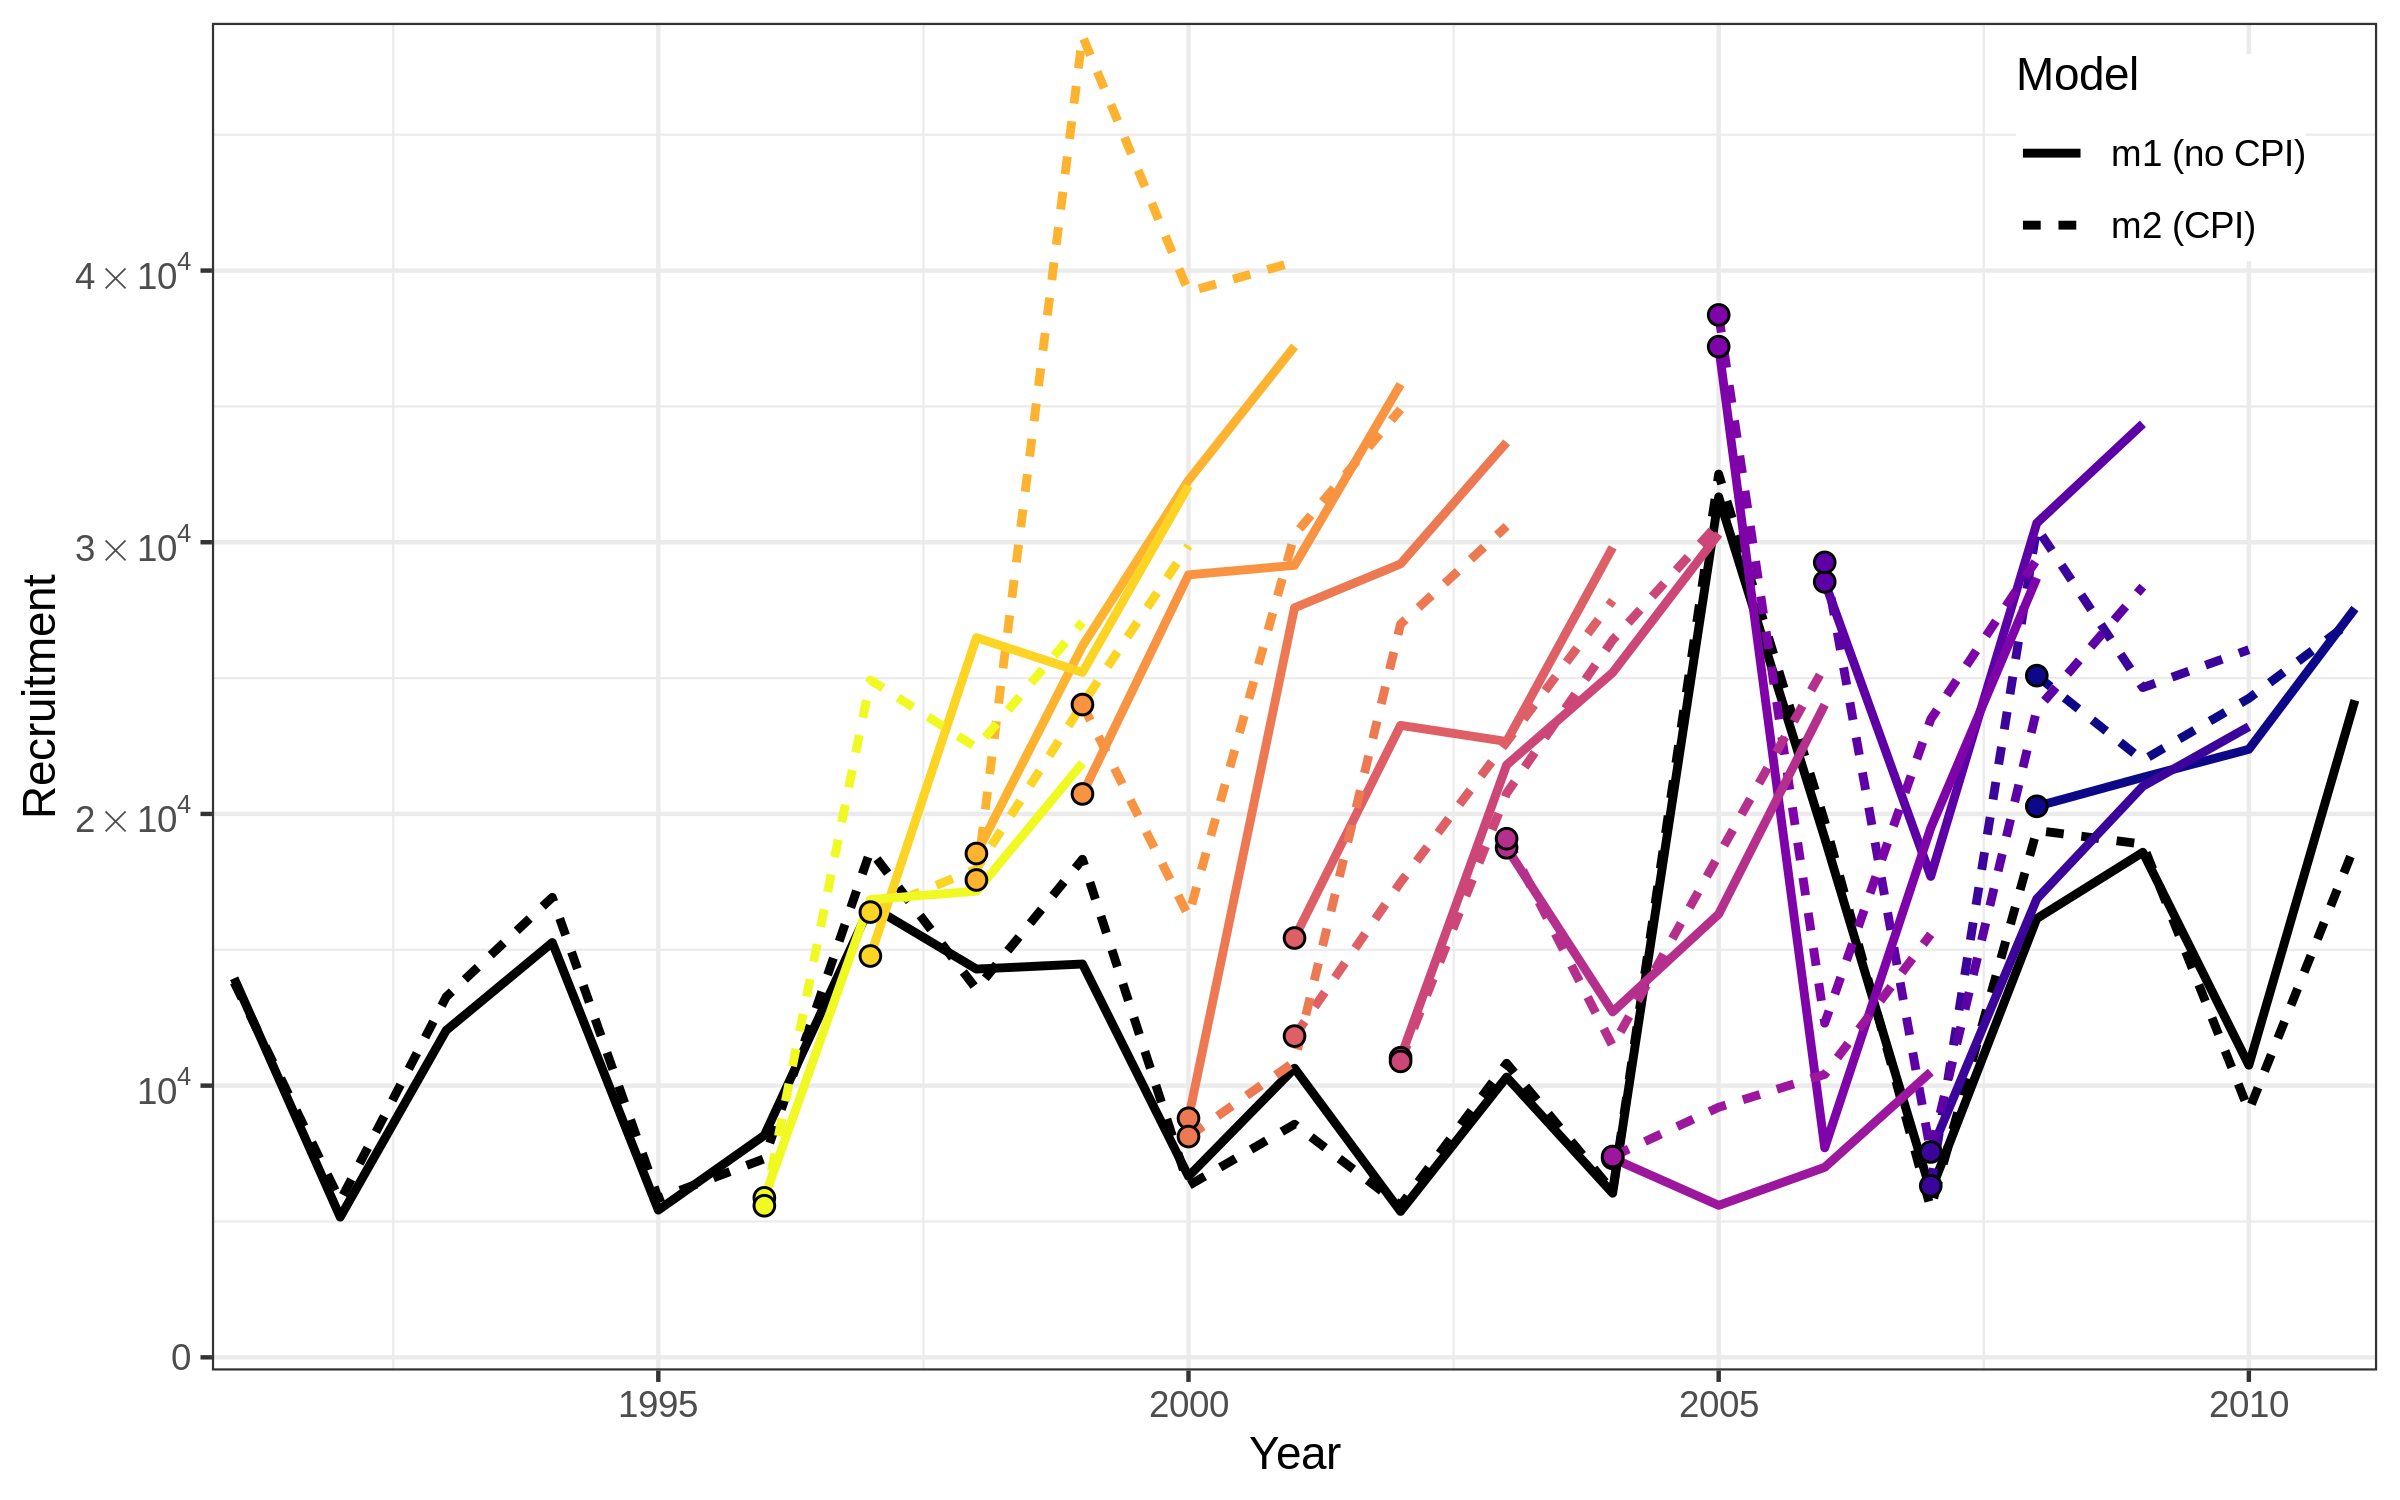 Model
m1 (no CPI)
m2 (CPI)
Recruitment
4 × 10⁴
3 × 10⁴
2 × 10⁴
10⁴
0
1995
2000
2005
2010
Year